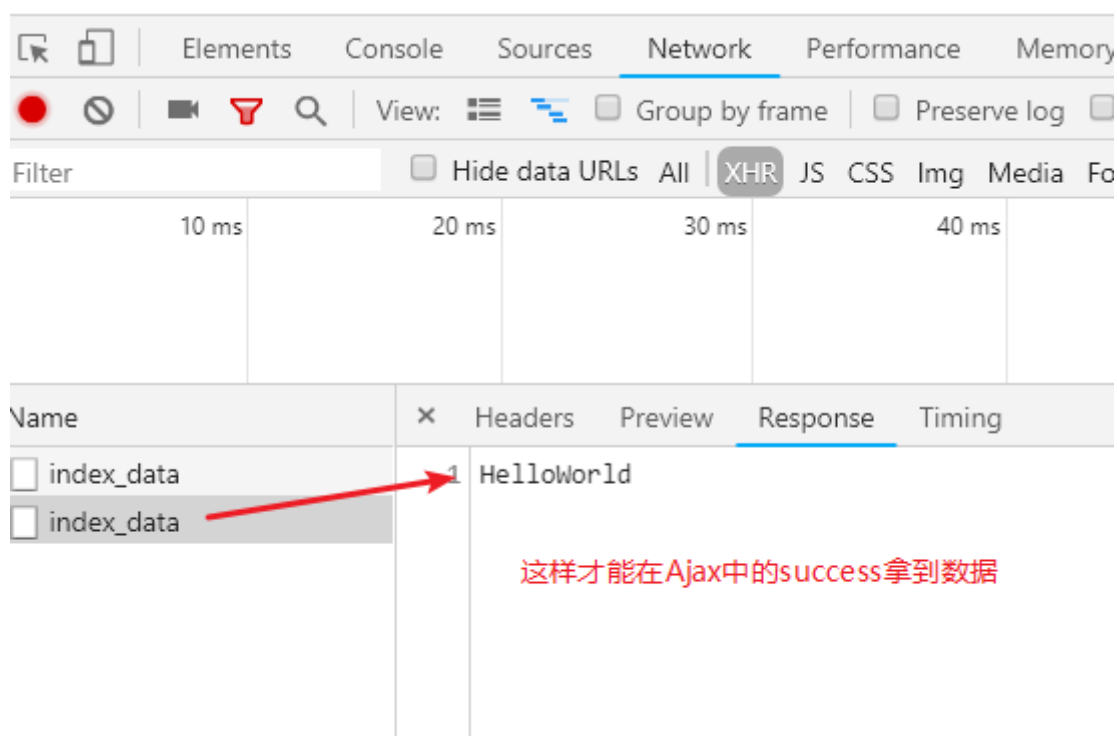 Elements Console Sources Network Performance Memory
View: Group by frame Preserve log
Filter Hide data URLs All XHR JS CSS Img Media Fo
10 ms 20 ms 30 ms 40 ms
Name × Headers Preview Response Timing
index_data 1 HelloWorld
index_data
这样才能在Ajax中的success拿到数据